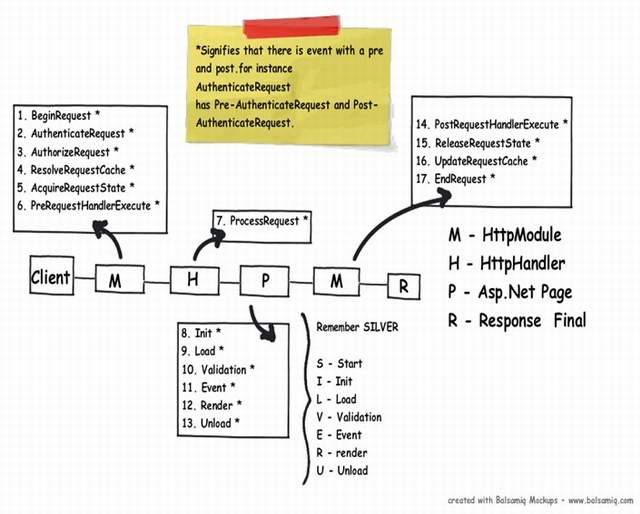 *Signifies that there is event with a pre
and post.for instance
AuthenticateRequest
has Pre-AuthenticateRequest and Post-
AuthenticateRequest.
1. BeginRequest *
2. AuthenticateRequest *
3. AuthorizeRequest *
4. ResolveRequestCache *
5. AcquireRequestState *
6. PreRequestHandlerExecute *
14. PostRequestHandlerExecute *
15. ReleaseRequestState *
16. UpdateRequestCache *
17. EndRequest *
7. ProcessRequest *
M - HttpModule
H - HttpHandler
P - Asp.Net Page
R - Response Final
Client
M
H
P
M
R
8. Init *
9. Load *
10. Validation *
11. Event *
12. Render *
13. Unload *
Remember SILVER
S - Start
I - Init
L - Load
V - Validation
E - Event
R - render
U - Unload
created with Balsamiq Mockups - www.balsamiq.com